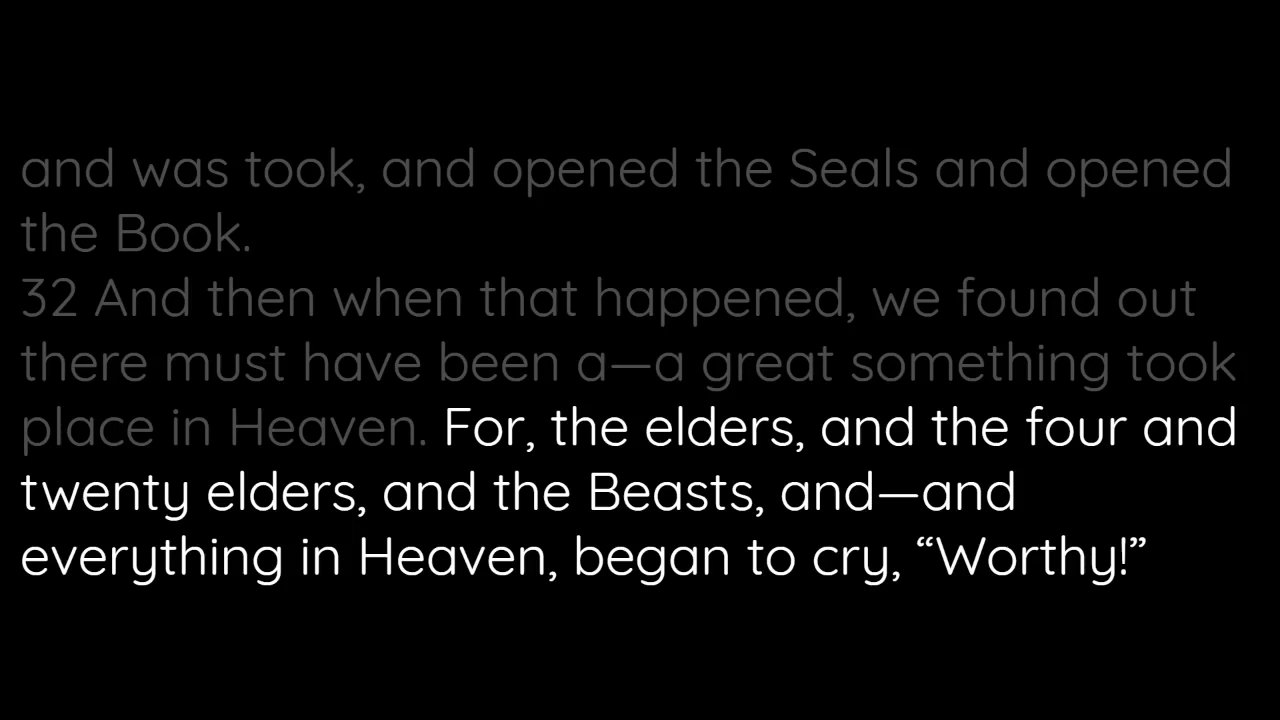 and was took, and opened the Seals and opened
the Book.
32 And then when that happened, we found out
there must have been a—a great something took
place in Heaven. For, the elders, and the four and
twenty elders, and the Beasts, and—and
everything in Heaven, began to cry, “Worthy!”